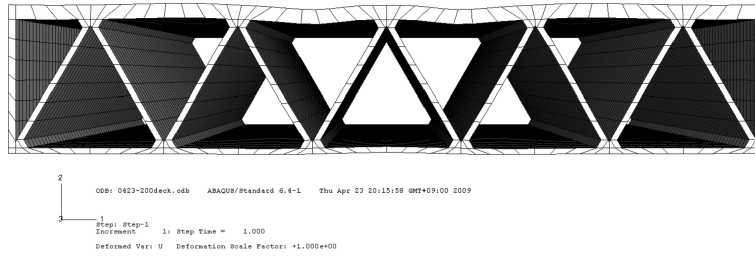 2
3
1
ODB: 0423-200deck.odb ABAQUS/Standard 6.4-1 Thu Apr 23 20:15:58 GMT+09:00 2009
Step: Step-1
Increment 1: Step Time = 1.000
Deformed Var: U Deformation Scale Factor: +1.000e+00